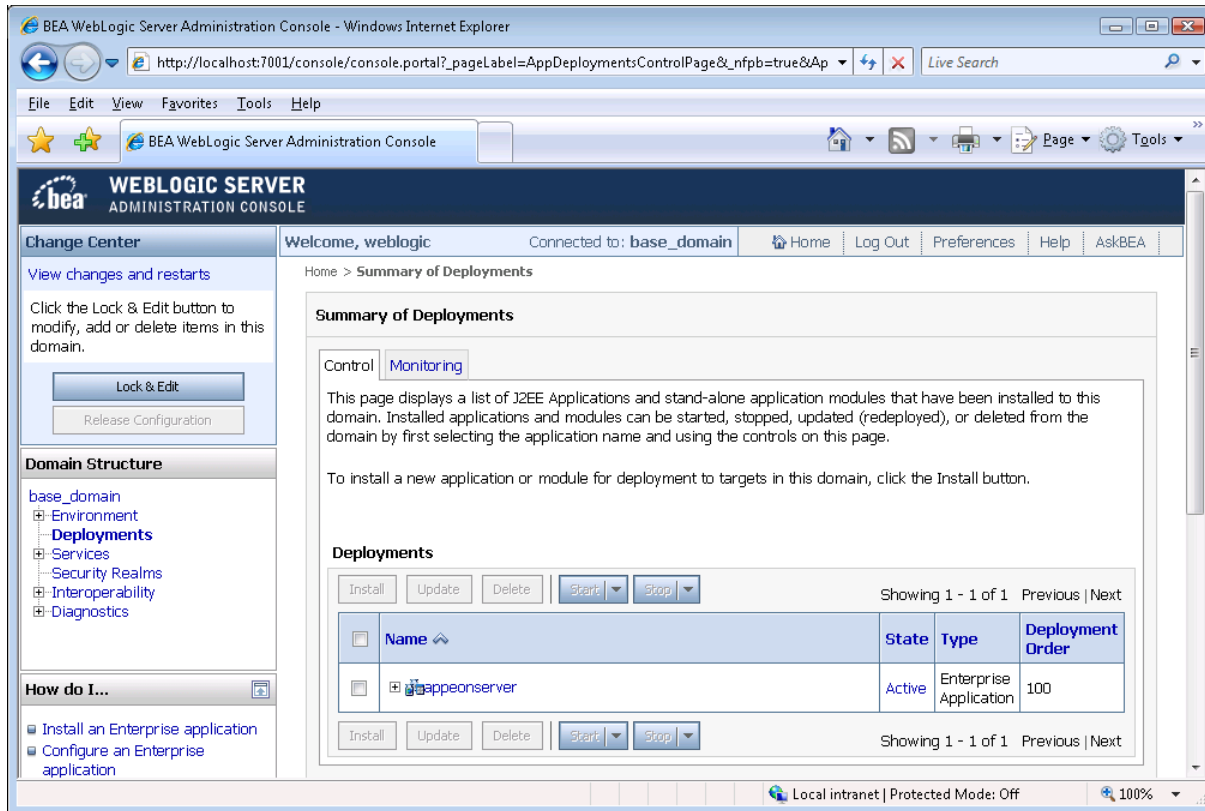 BEA WebLogic Server Administration Console - Windows Internet Explorer
http://localhost:7001/console/console.portal?_pageLabel=AppDeploymentsControlPage&_nfpb=true&Ap
Live Search
File Edit View Favorites Tools Help
BEA WebLogic Server Administration Console
Page Tools
bea
WEBLOGIC SERVER
ADMINISTRATION CONSOLE
Change Center
View changes and restarts
Click the Lock & Edit button to
modify, add or delete items in this
domain.
Lock & Edit
Release Configuration
Domain Structure
base_domain
Environment
Deployments
Services
Security Realms
Interoperability
Diagnostics
How do I...
Install an Enterprise application
Configure an Enterprise
application
Welcome, weblogic Connected to: base_domain Home Log Out Preferences Help AskBEA
Home > Summary of Deployments
Summary of Deployments
Control Monitoring
This page displays a list of J2EE Applications and stand-alone application modules that have been installed to this
domain. Installed applications and modules can be started, stopped, updated (redeployed), or deleted from the
domain by first selecting the application name and using the controls on this page.
To install a new application or module for deployment to targets in this domain, click the Install button.
Deployments
Install Update Delete Start Stop Showing 1 - 1 of 1 Previous | Next
Name State Type Deployment
Order
appeonserver Active Enterprise
Application 100
Install Update Delete Start Stop Showing 1 - 1 of 1 Previous | Next
Local intranet | Protected Mode: Off 100%